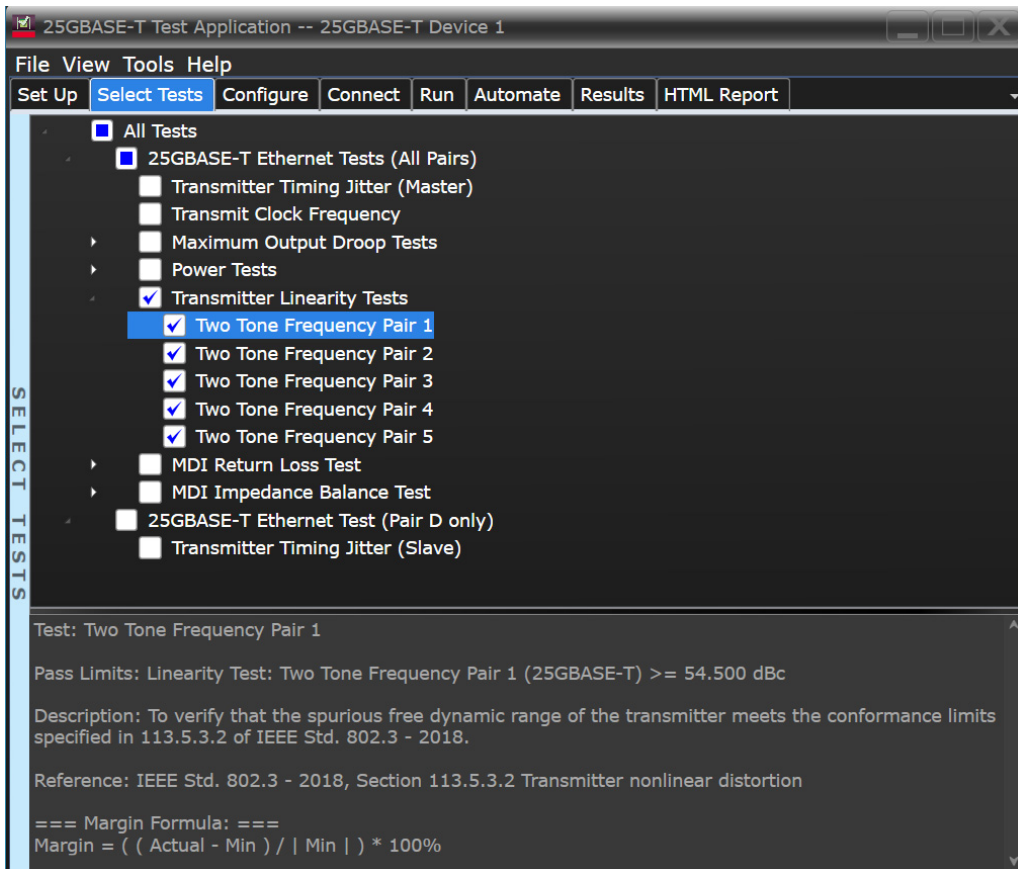 25GBASE-T Test Application -- 25GBASE-T Device 1
File View Tools Help
Set Up Select Tests Configure Connect Run Automate Results HTML Report
All Tests
25GBASE-T Ethernet Tests (All Pairs)
Transmitter Timing Jitter (Master)
Transmit Clock Frequency
Maximum Output Droop Tests
Power Tests
Transmitter Linearity Tests
Two Tone Frequency Pair 1
Two Tone Frequency Pair 2
Two Tone Frequency Pair 3
Two Tone Frequency Pair 4
Two Tone Frequency Pair 5
MDI Return Loss Test
MDI Impedance Balance Test
25GBASE-T Ethernet Test (Pair D only)
Transmitter Timing Jitter (Slave)
SELECT TESTS
Test: Two Tone Frequency Pair 1
Pass Limits: Linearity Test: Two Tone Frequency Pair 1 (25GBASE-T) >= 54.500 dBc
Description: To verify that the spurious free dynamic range of the transmitter meets the conformance limits
specified in 113.5.3.2 of IEEE Std. 802.3 - 2018.
Reference: IEEE Std. 802.3 - 2018, Section 113.5.3.2 Transmitter nonlinear distortion
=== Margin Formula: ===
Margin = ( ( Actual - Min ) / | Min | ) * 100%